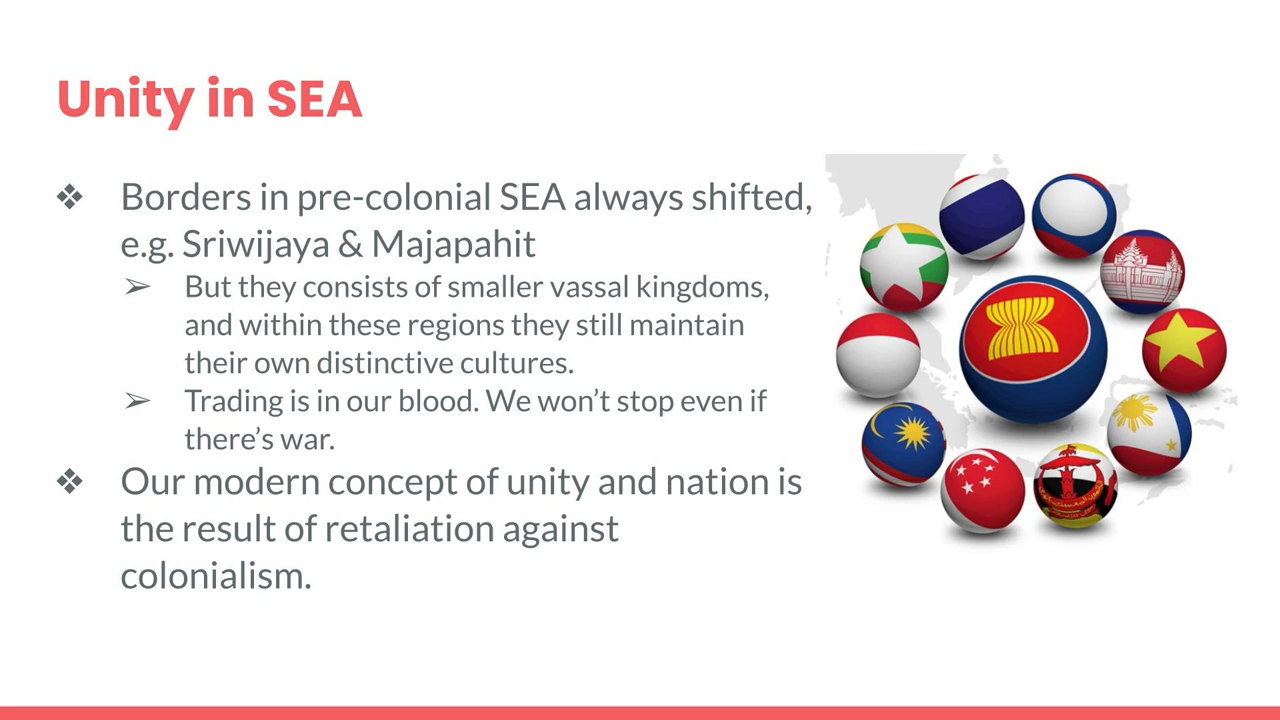 Unity in SEA
❖ Borders in pre-colonial SEA always shifted,
e.g. Sriwijaya & Majapahit
➢ But they consists of smaller vassal kingdoms,
and within these regions they still maintain
their own distinctive cultures.
➢ Trading is in our blood. We won’t stop even if
there’s war.
❖ Our modern concept of unity and nation is
the result of retaliation against
colonialism.